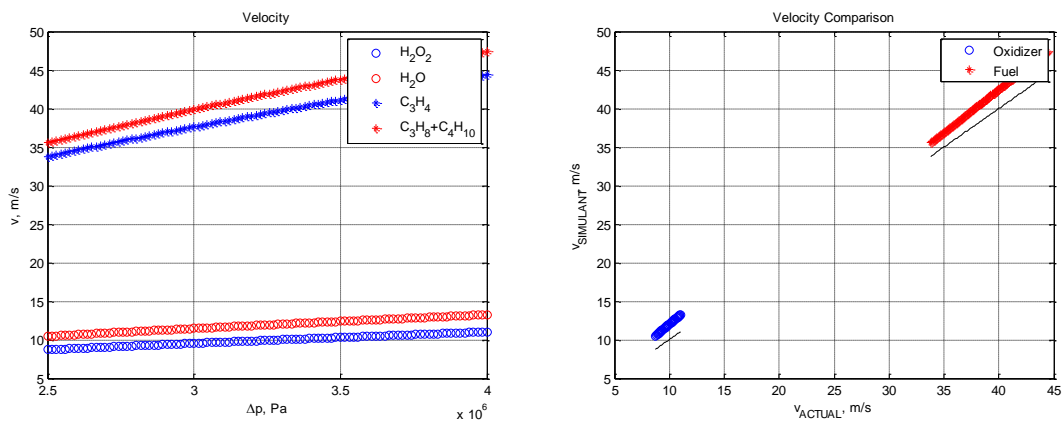 Velocity
50
45
40
35
30
25
20
15
10
5
v, m/s
H2O2
H2O
C3H4
C3H8+C4H10
2.5
3
3.5
4
Δp, Pa
x 10^6
Velocity Comparison
50
45
40
35
30
25
20
15
10
5
vSIMULANT, m/s
Oxidizer
Fuel
5
10
15
20
25
30
35
40
45
vACTUAL, m/s